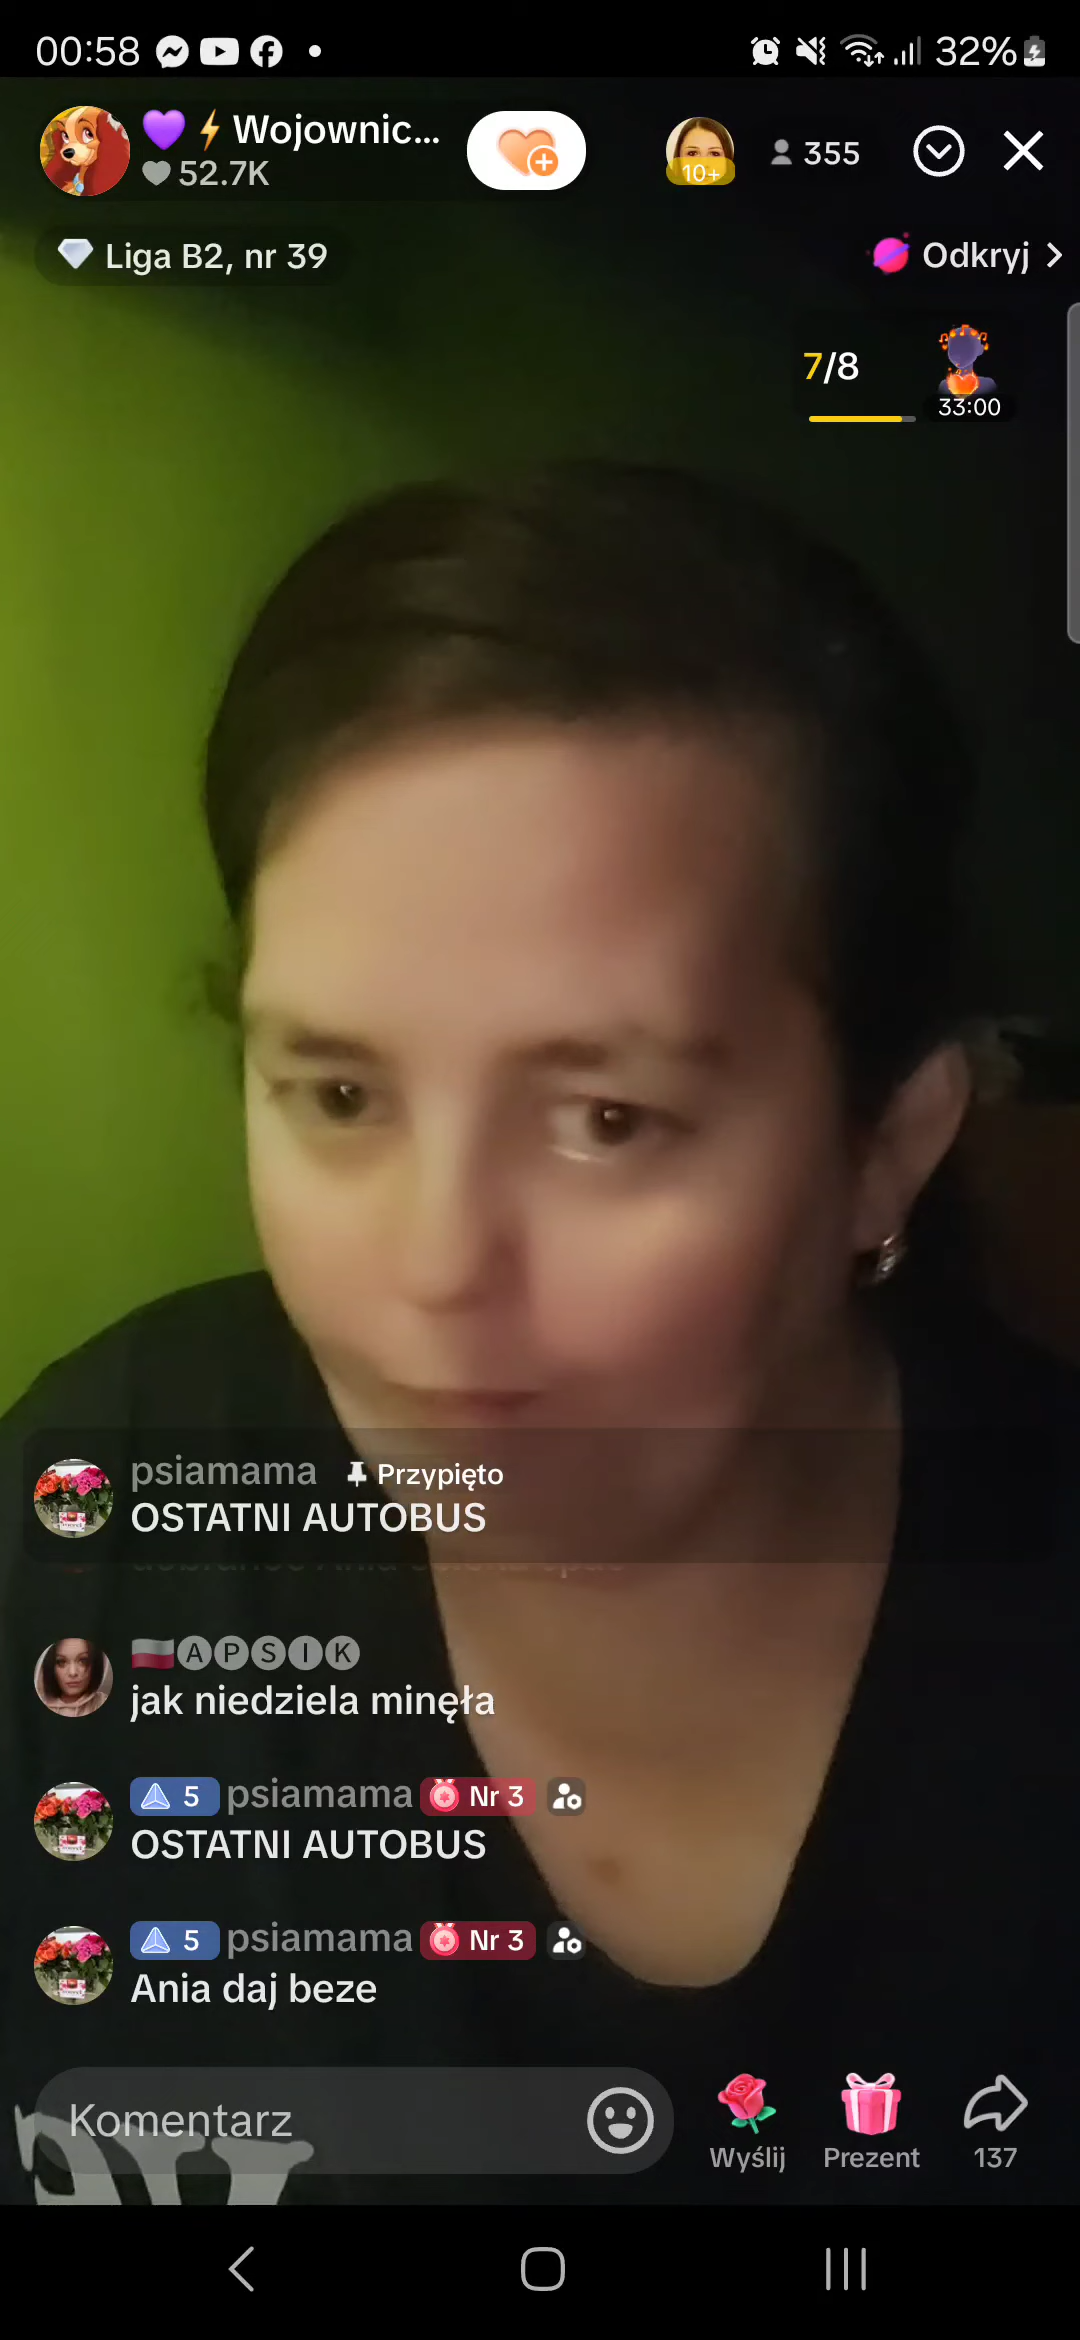 00:58
32%
💜⚡Wojownic...
52.7K
10+
355
Liga B2, nr 39
Odkryj
7/8
33:00
psiamama Przypięto
OSTATNI AUTOBUS
🇵🇱🅐🅟🅢🅘🅚
jak niedziela minęła
5 psiamama Nr 3
OSTATNI AUTOBUS
5 psiamama Nr 3
Ania daj beze
Komentarz
Wyślij
Prezent
137